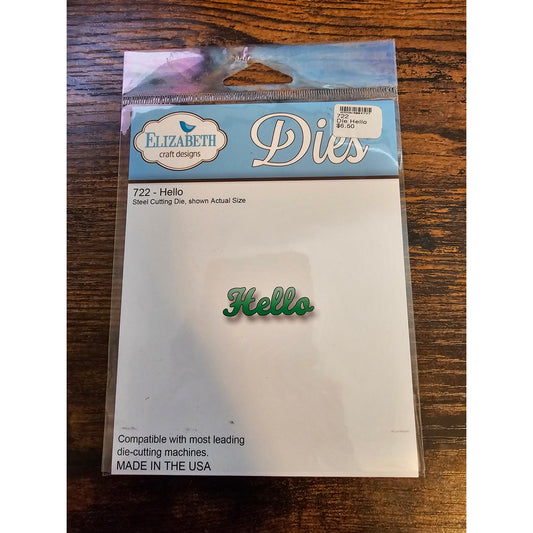 ELIZABETH
craft designs
Dies
722
Die Hello
$6.50
722 - Hello
Steel Cutting Die, shown Actual Size
Hello
Compatible with most leading
die-cutting machines.
MADE IN THE USA